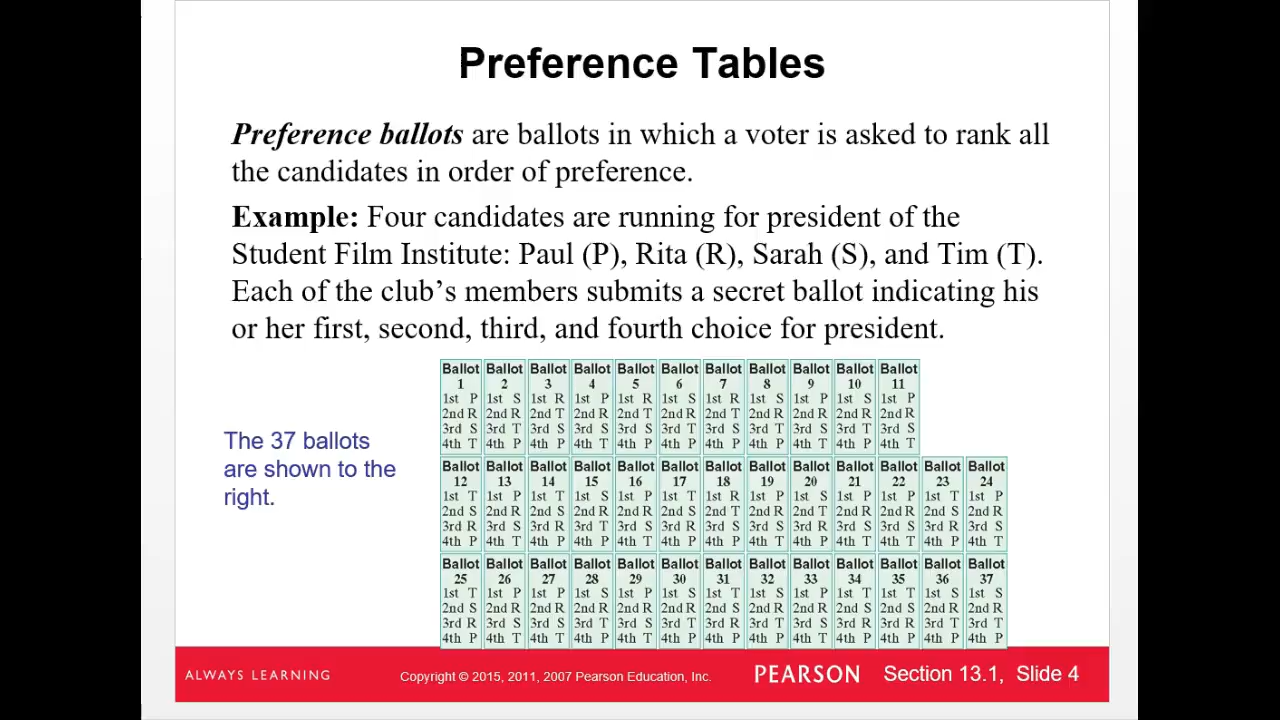 Preference Tables
Preference ballots are ballots in which a voter is asked to rank all
the candidates in order of preference.
Example: Four candidates are running for president of the
Student Film Institute: Paul (P), Rita (R), Sarah (S), and Tim (T).
Each of the club's members submits a secret ballot indicating his
or her first, second, third, and fourth choice for president.
The 37 ballots
are shown to the
right.
Ballot Ballot Ballot Ballot Ballot Ballot Ballot Ballot Ballot Ballot Ballot
1 2 3 4 5 6 7 8 9 10 11
1st P 1st S 1st R 1st P 1st R 1st S 1st R 1st S 1st P 1st S 1st P
2nd R 2nd R 2nd T 2nd R 2nd T 2nd R 2nd T 2nd R 2nd R 2nd R 2nd R
3rd S 3rd T 3rd S 3rd S 3rd S 3rd T 3rd S 3rd T 3rd S 3rd T 3rd S
4th T 4th P 4th P 4th T 4th P 4th P 4th P 4th P 4th T 4th P 4th T
Ballot Ballot Ballot Ballot Ballot Ballot Ballot Ballot Ballot Ballot Ballot Ballot Ballot
12 13 14 15 16 17 18 19 20 21 22 23 24
1st T 1st P 1st T 1st S 1st P 1st T 1st R 1st P 1st S 1st P 1st P 1st T 1st P
2nd S 2nd R 2nd S 2nd R 2nd R 2nd S 2nd T 2nd R 2nd T 2nd R 2nd R 2nd S 2nd R
3rd R 3rd S 3rd R 3rd T 3rd S 3rd R 3rd S 3rd S 3rd R 3rd S 3rd S 3rd R 3rd S
4th P 4th T 4th P 4th P 4th T 4th P 4th P 4th T 4th P 4th T 4th T 4th P 4th T
Ballot Ballot Ballot Ballot Ballot Ballot Ballot Ballot Ballot Ballot Ballot Ballot Ballot
25 26 27 28 29 30 31 32 33 34 35 36 37
1st T 1st P 1st P 1st S 1st P 1st T 1st T 1st S 1st P 1st T 1st T 1st S 1st S
2nd S 2nd R 2nd R 2nd R 2nd R 2nd S 2nd S 2nd R 2nd R 2nd S 2nd S 2nd R 2nd R
3rd R 3rd S 3rd S 3rd T 3rd S 3rd R 3rd R 3rd T 3rd S 3rd R 3rd R 3rd T 3rd T
4th P 4th T 4th T 4th P 4th T 4th P 4th P 4th P 4th T 4th P 4th P 4th P 4th P
ALWAYS LEARNING
Copyright © 2015, 2011, 2007 Pearson Education, Inc.
PEARSON
Section 13.1, Slide 4